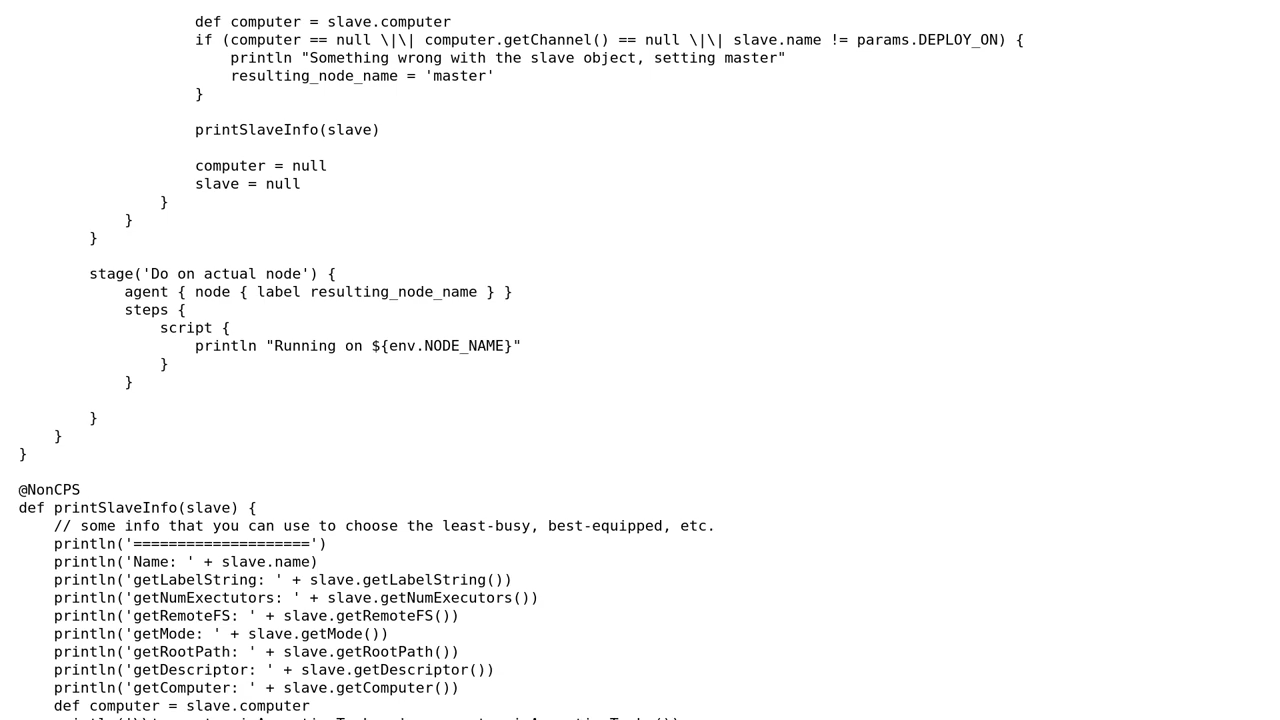 def computer = slave.computer
if (computer == null \|\| computer.getChannel() == null \|\| slave.name != params.DEPLOY_ON) {
println "Something wrong with the slave object, setting master"
resulting_node_name = 'master'
}
printSlaveInfo(slave)
computer = null
slave = null
}
}
}
stage('Do on actual node') {
agent { node { label resulting_node_name } }
steps {
script {
println "Running on ${env.NODE_NAME}"
}
}
}
}
}
@NonCPS
def printSlaveInfo(slave) {
// some info that you can use to choose the least-busy, best-equipped, etc.
println('====================')
println('Name: ' + slave.name)
println('getLabelString: ' + slave.getLabelString())
println('getNumExectutors: ' + slave.getNumExecutors())
println('getRemoteFS: ' + slave.getRemoteFS())
println('getMode: ' + slave.getMode())
println('getRootPath: ' + slave.getRootPath())
println('getDescriptor: ' + slave.getDescriptor())
println('getComputer: ' + slave.getComputer())
def computer = slave.computer